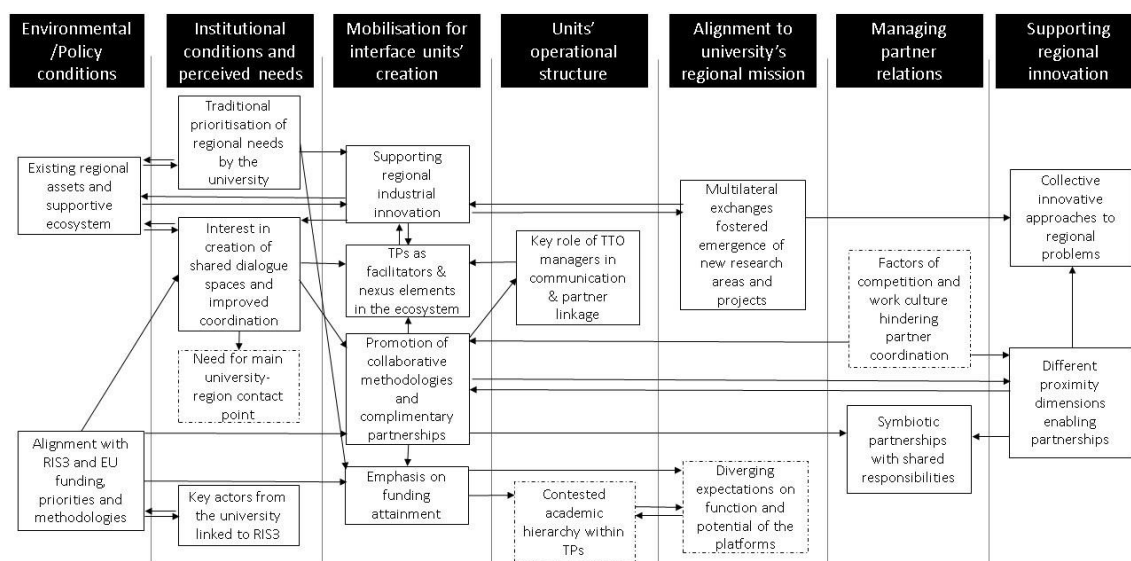 Environmental
/Policy
conditions
Institutional
conditions and
perceived needs
Mobilisation for
interface units'
creation
Units'
operational
structure
Alignment to
university's
regional mission
Managing
partner
relations
Supporting
regional
innovation
Existing regional
assets and
supportive
ecosystem
Alignment with
RIS3 and EU
funding,
priorities and
methodologies
Traditional
prioritisation of
regional needs
by the
university
Interest in
creation of
shared dialogue
spaces and
improved
coordination
Need for main
university-
region contact
point
Key actors from
the university
linked to RIS3
Supporting
regional
industrial
innovation
TPs as
facilitators &
nexus elements
in the ecosystem
Promotion of
collaborative
methodologies
and
complimentary
partnerships
Emphasis on
funding
attainment
Key role of TTO
managers in
communication
& partner
linkage
Contested
academic
hierarchy within
TPs
Multilateral
exchanges
fostered
emergence of
new research
areas and
projects
Diverging
expectations on
function and
potential of the
platforms
Factors of
competition and
work culture
hindering
partner
coordination
Symbiotic
partnerships
with shared
responsibilities
Collective
innovative
approaches to
regional
problems
Different
proximity
dimensions
enabling
partnerships